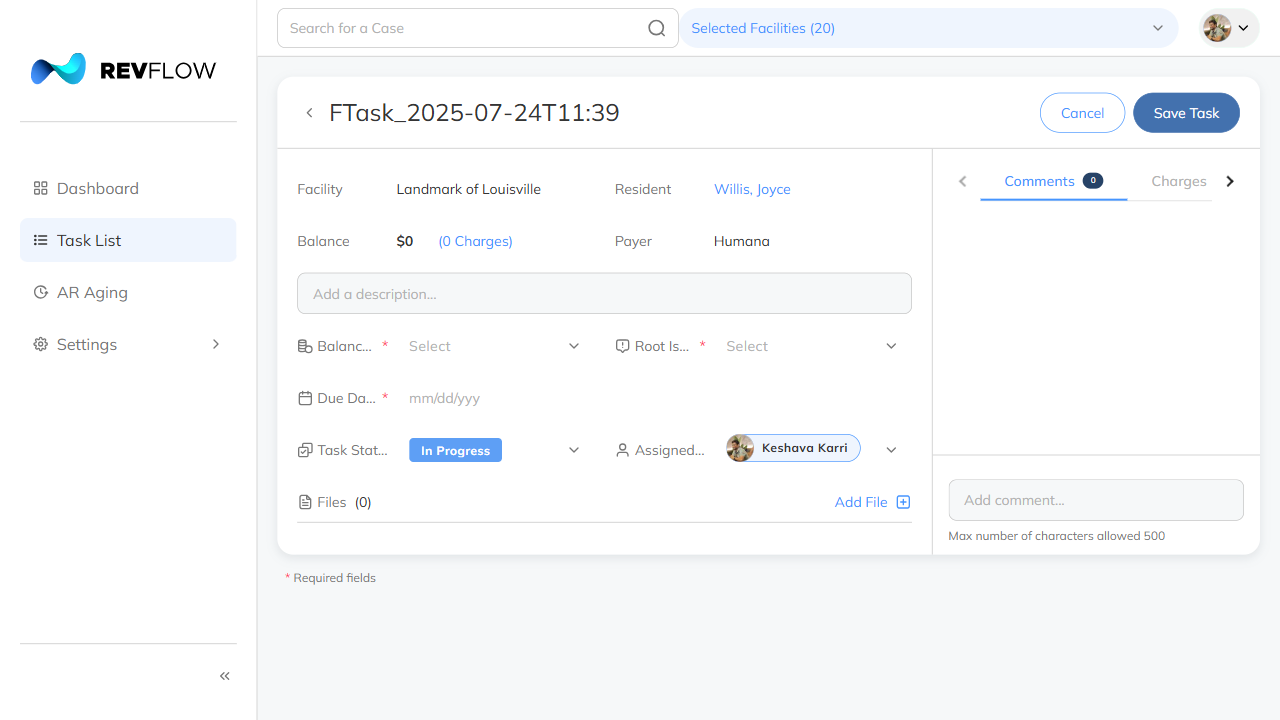 Search for a Case
Selected Facilities (20)
REVFLOW
Dashboard
Task List
AR Aging
Settings
FTask_2025-07-24T11:39
Cancel
Save Task
Facility
Landmark of Louisville
Resident
Willis, Joyce
Balance
$0
(0 Charges)
Payer
Humana
Add a description...
Balanc... *
Select
Root Is... *
Select
Due Da... *
mm/dd/yyy
Task Stat...
In Progress
Assigned...
Keshava Karri
Files (0)
Add File
* Required fields
Comments 0
Charges
Add comment...
Max number of characters allowed 500